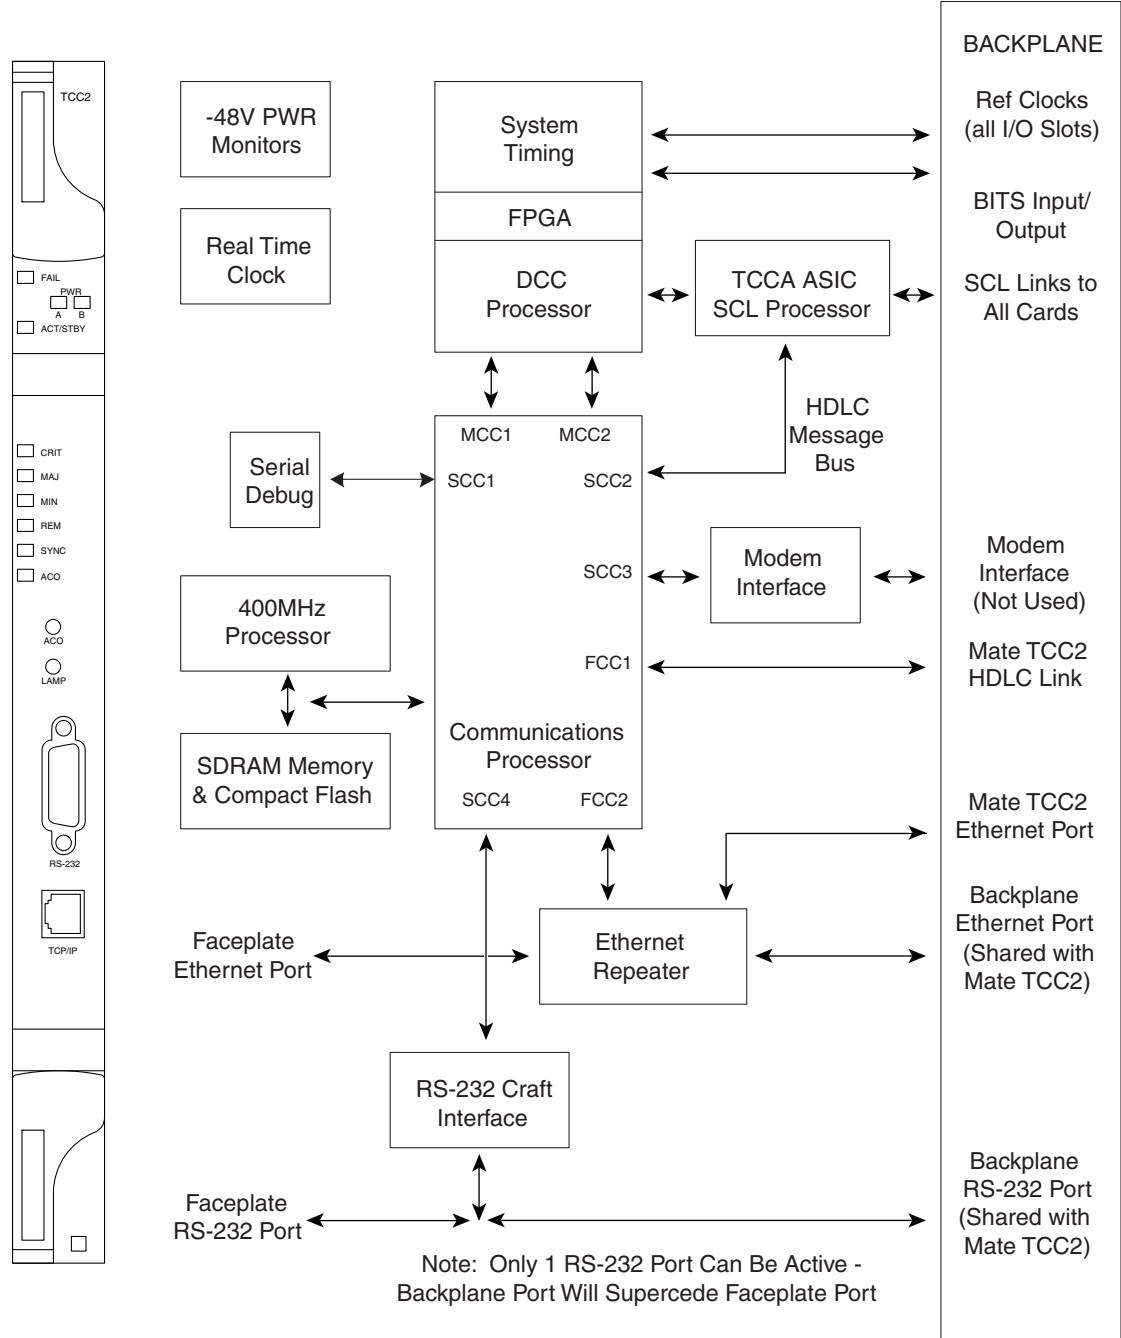 TCC2
FAIL
PWR
A B
ACT/STBY
CRIT
MAJ
MIN
REM
SYNC
ACO
ACO
LAMP
RS-232
TCP/IP
-48V PWR
Monitors
Real Time
Clock
System
Timing
FPGA
DCC
Processor
TCCA ASIC
SCL Processor
HDLC
Message
Bus
MCC1 MCC2
SCC1 SCC2
SCC3
FCC1
Communications
Processor
SCC4 FCC2
Serial
Debug
400MHz
Processor
SDRAM Memory
& Compact Flash
Modem
Interface
Faceplate
Ethernet Port
Ethernet
Repeater
RS-232 Craft
Interface
Faceplate
RS-232 Port
Note: Only 1 RS-232 Port Can Be Active -
Backplane Port Will Supercede Faceplate Port
BACKPLANE
Ref Clocks
(all I/O Slots)
BITS Input/
Output
SCL Links to
All Cards
Modem
Interface
(Not Used)
Mate TCC2
HDLC Link
Mate TCC2
Ethernet Port
Backplane
Ethernet Port
(Shared with
Mate TCC2)
Backplane
RS-232 Port
(Shared with
Mate TCC2)